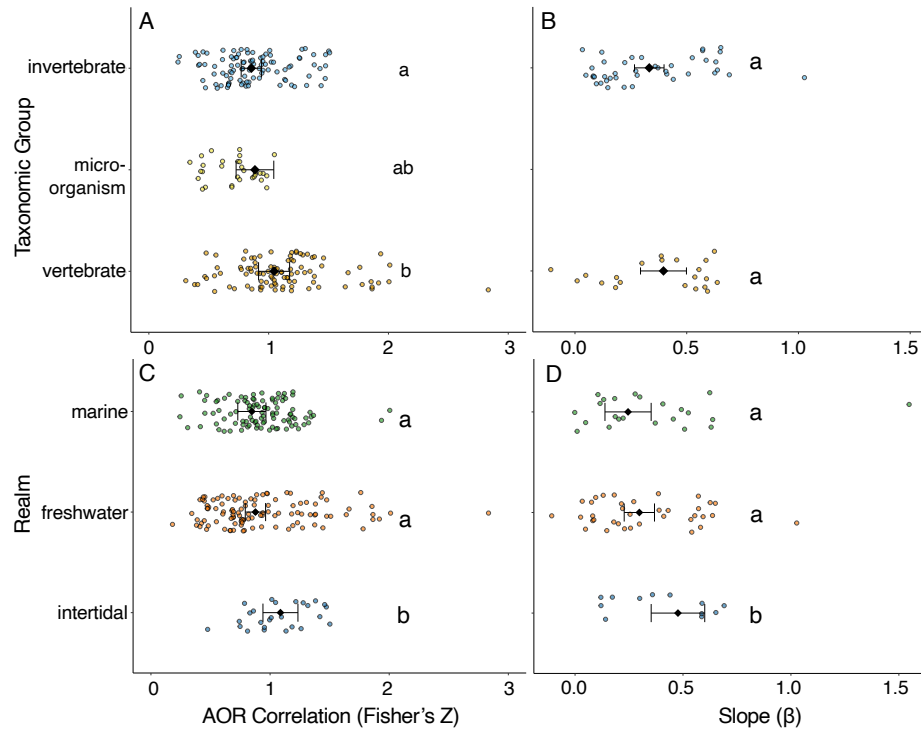 A
B
Taxonomic Group
invertebrate
a
a
micro-
organism
ab
vertebrate
b
a
0
1
2
3
0.0
0.5
1.0
1.5
C
D
Realm
marine
a
a
freshwater
a
a
intertidal
b
b
0
1
2
3
0.0
0.5
1.0
1.5
AOR Correlation (Fisher's Z)
Slope (β)